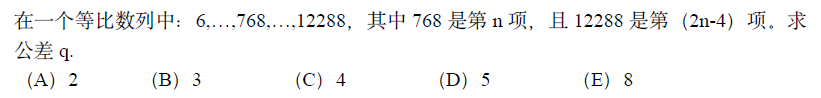 在一个等比数列中：6,…,768,…,12288，其中 768 是第 n 项，且 12288 是第（2n-4）项。求
公差 q.
（A）2 （B）3 （C）4 （D）5 （E）8